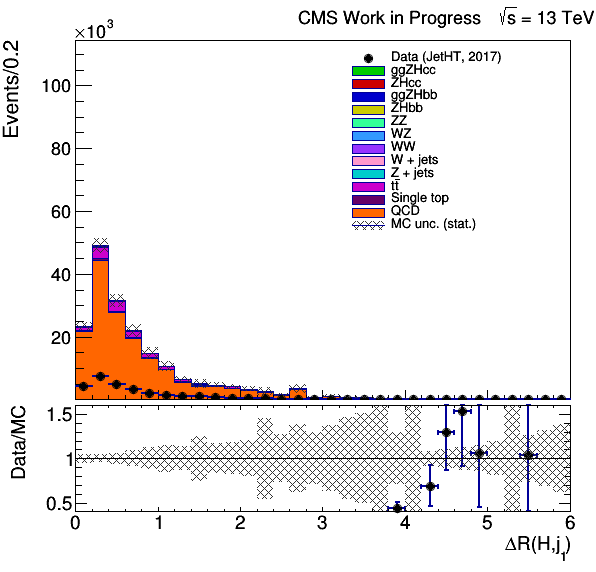 CMS Work in Progress √s = 13 TeV
×10³
Events/0.2
100
80
60
40
20
Data (JetHT, 2017)
ggZHcc
ZHcc
ggZHbb
ZHbb
ZZ
WZ
WW
W + jets
Z + jets
tt̄
Single top
QCD
MC unc. (stat.)
Data/MC
1.5
1
0.5
0 1 2 3 4 5 6
ΔR(H,j₁)